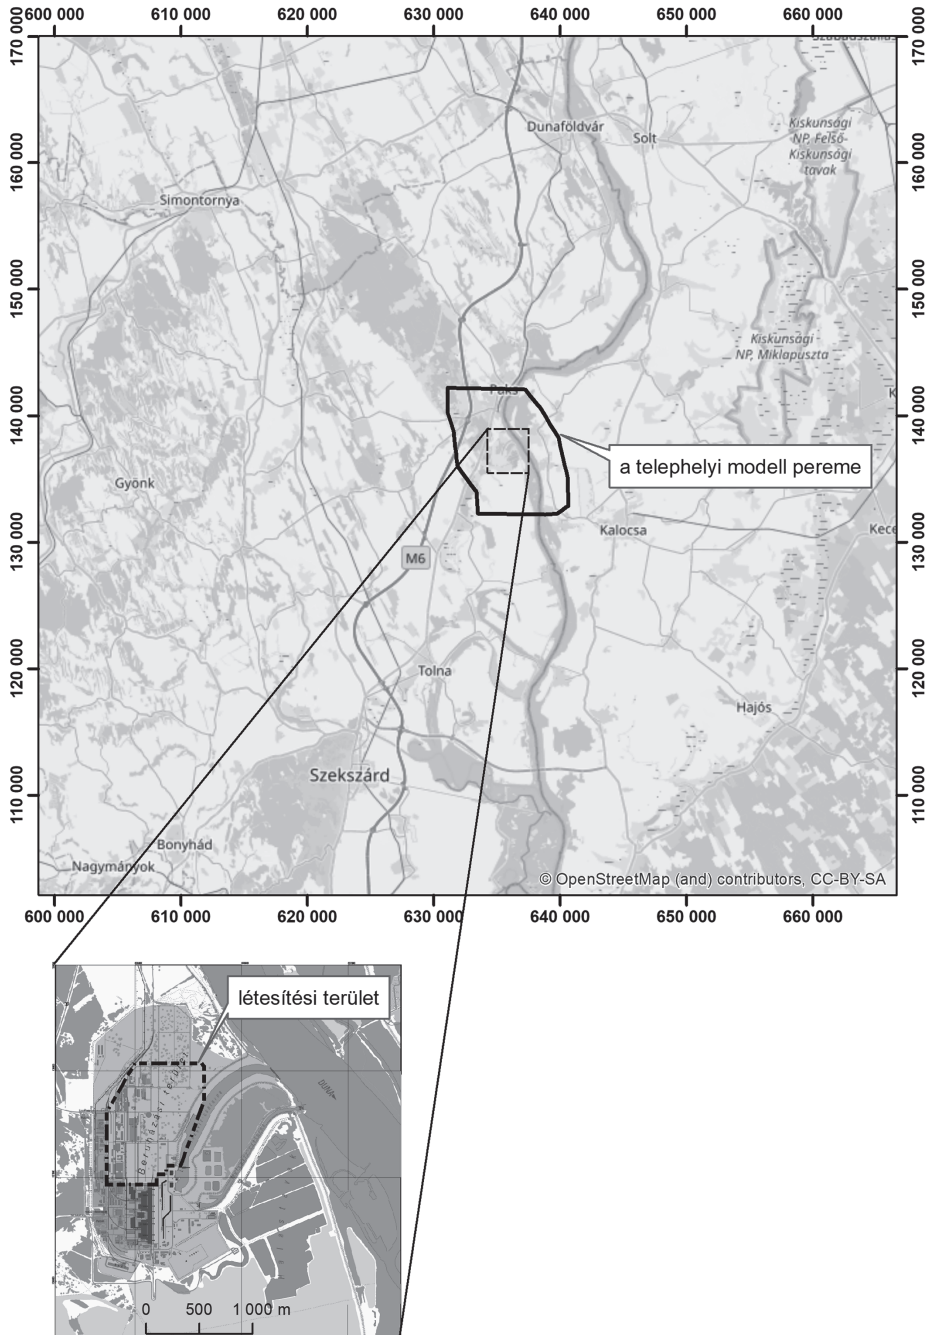 600 000 610 000 620 000 630 000 640 000 650 000 660 000
170 000
170 000
Dunaföldvár
Solt
Kiskunsági
NP, Felső-
Kiskunsági
tavak
160 000
160 000
Simontornya
150 000
150 000
Kiskunsági
NP, Miklapuszta
Paks
140 000
140 000
a telephelyi modell pereme
Gyönk
Kalocsa
Kece
130 000
130 000
M6
Tolna
120 000
120 000
Hajós
Szekszárd
110 000
110 000
Bonyhád
Nagymányok
© OpenStreetMap (and) contributors, CC-BY-SA
600 000 610 000 620 000 630 000 640 000 650 000 660 000
létesítési terület
Beruházási terület
DUNA
0 500 1 000 m